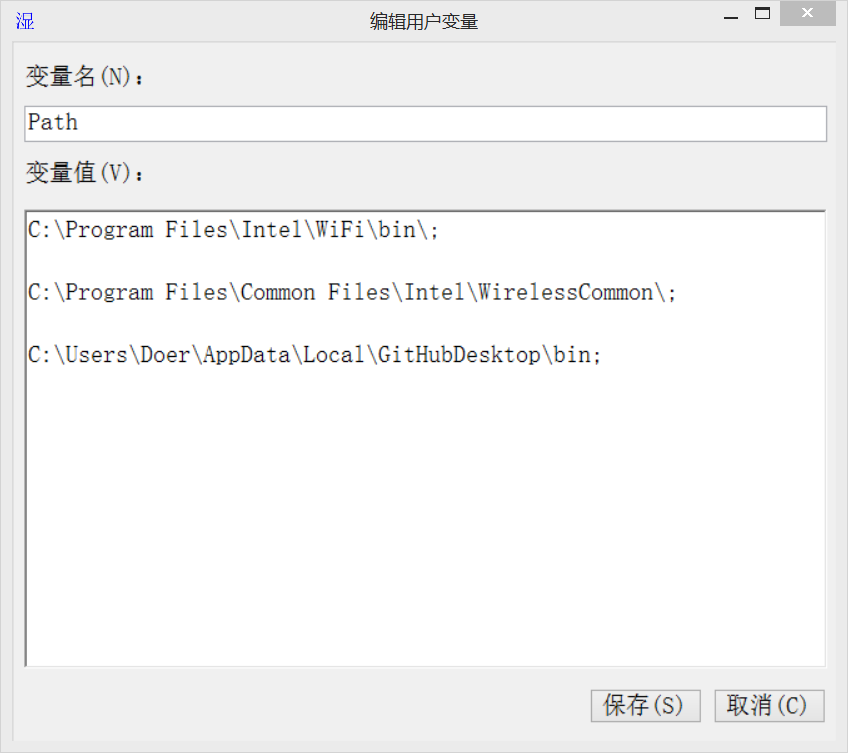 湿
编辑用户变量
变量名(N)：
Path
变量值(V)：
C:\Program Files\Intel\WiFi\bin\;
C:\Program Files\Common Files\Intel\WirelessCommon\;
C:\Users\Doer\AppData\Local\GitHubDesktop\bin;
保存(S) 取消(C)